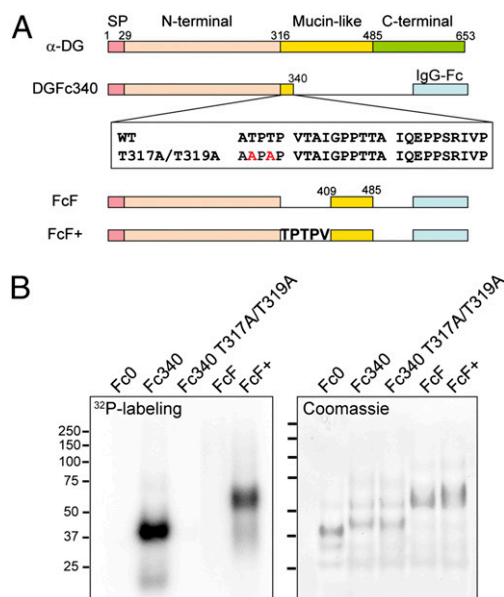 A
SP N-terminal Mucin-like C-terminal
α-DG 1 29 316 485 653
DGFc340 340 IgG-Fc
WT ATPTP VTAIGPPTTA IQEPPSRIVP
T317A/T319A AAPAP VTAIGPPTTA IQEPPSRIVP
409 485
FcF
FcF+ TPTPV
B
Fc0 Fc340 Fc340 T317A/T319A FcF FcF+
Fc0 Fc340 Fc340 T317A/T319A FcF FcF+
32P-labeling Coomassie
250
150
100
75
50
37
25